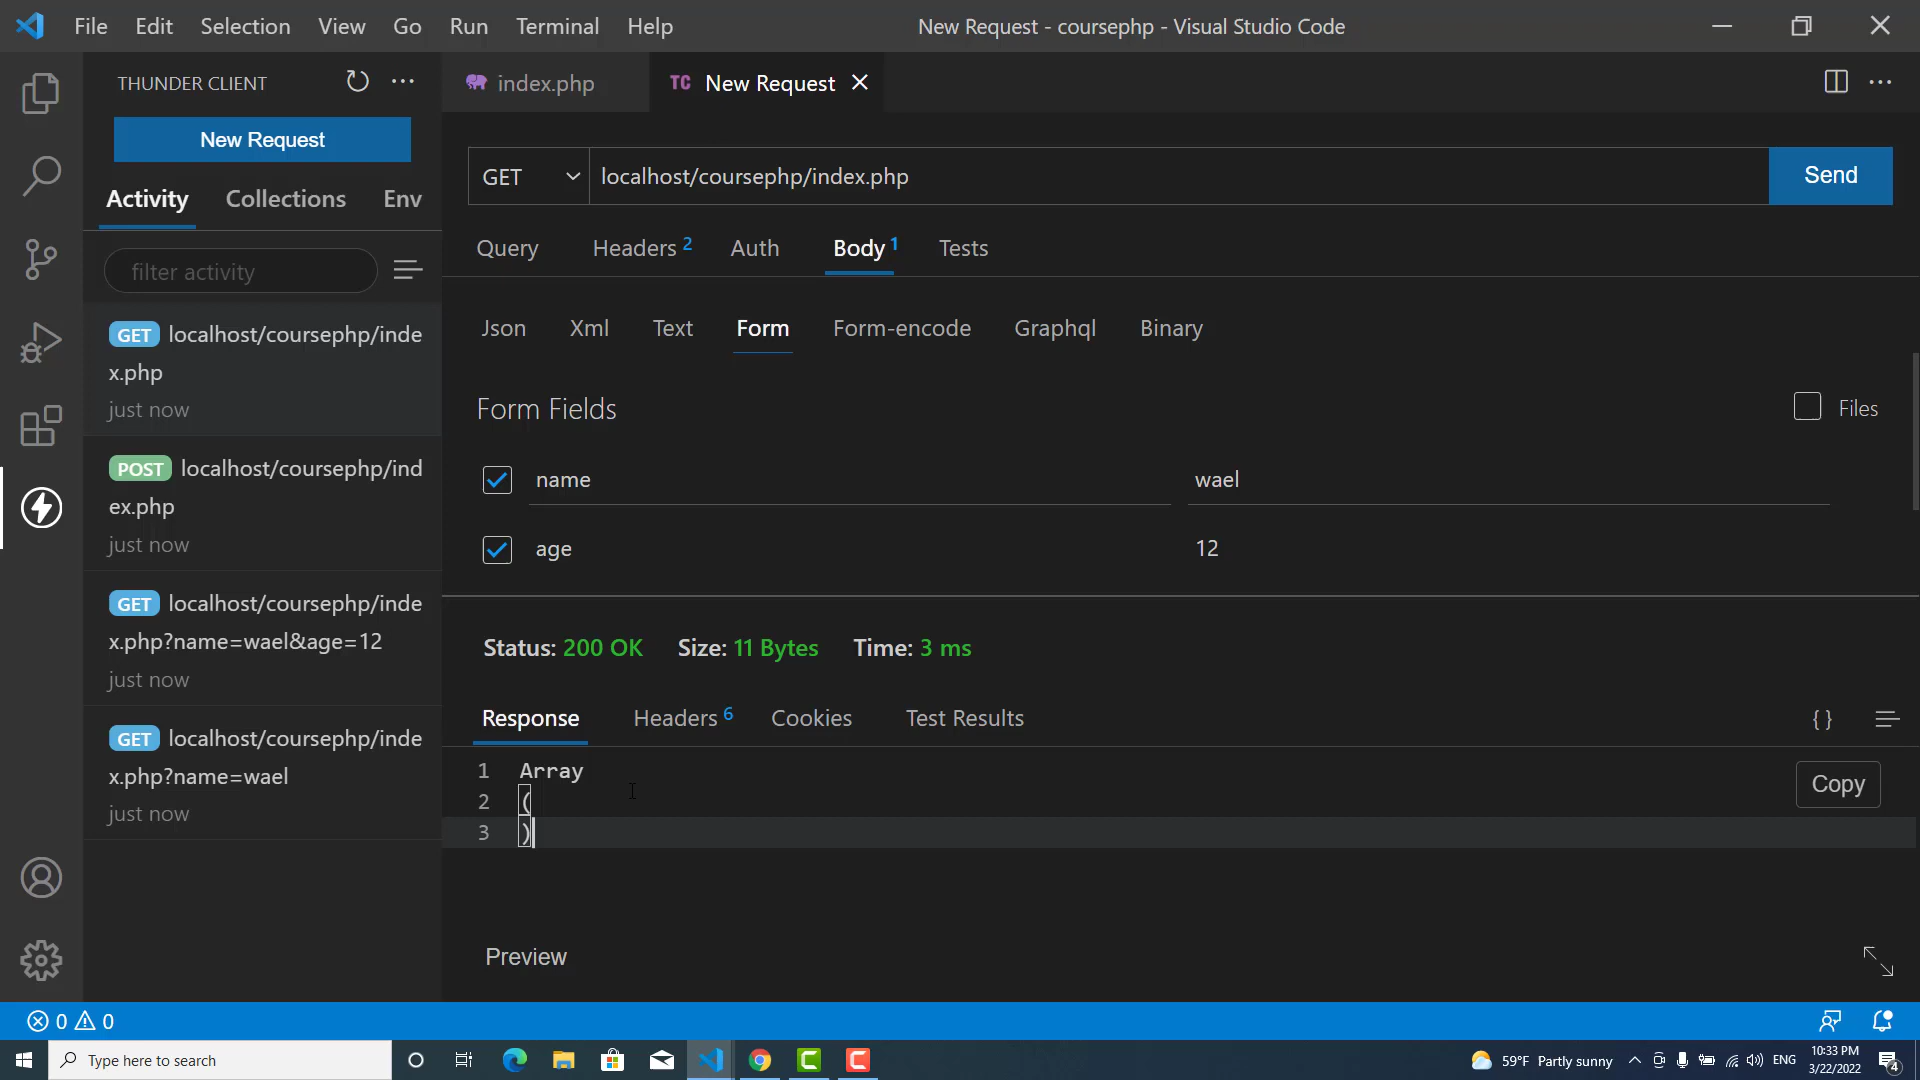 File Edit Selection View Go Run Terminal Help
New Request - coursephp - Visual Studio Code
THUNDER CLIENT
New Request
Activity Collections Env
filter activity
GET localhost/coursephp/inde
x.php
just now
POST localhost/coursephp/ind
ex.php
just now
GET localhost/coursephp/inde
x.php?name=wael&age=12
just now
GET localhost/coursephp/inde
x.php?name=wael
just now
index.php
TC New Request
GET localhost/coursephp/index.php Send
Query Headers 2 Auth Body 1 Tests
Json Xml Text Form Form-encode Graphql Binary
Form Fields Files
name wael
age 12
Status: 200 OK Size: 11 Bytes Time: 3 ms
Response Headers 6 Cookies Test Results {}
1 Array
2 (
3 )
Copy
Preview
0 0
Type here to search
59°F Partly sunny
ENG
10:33 PM
3/22/2022
4